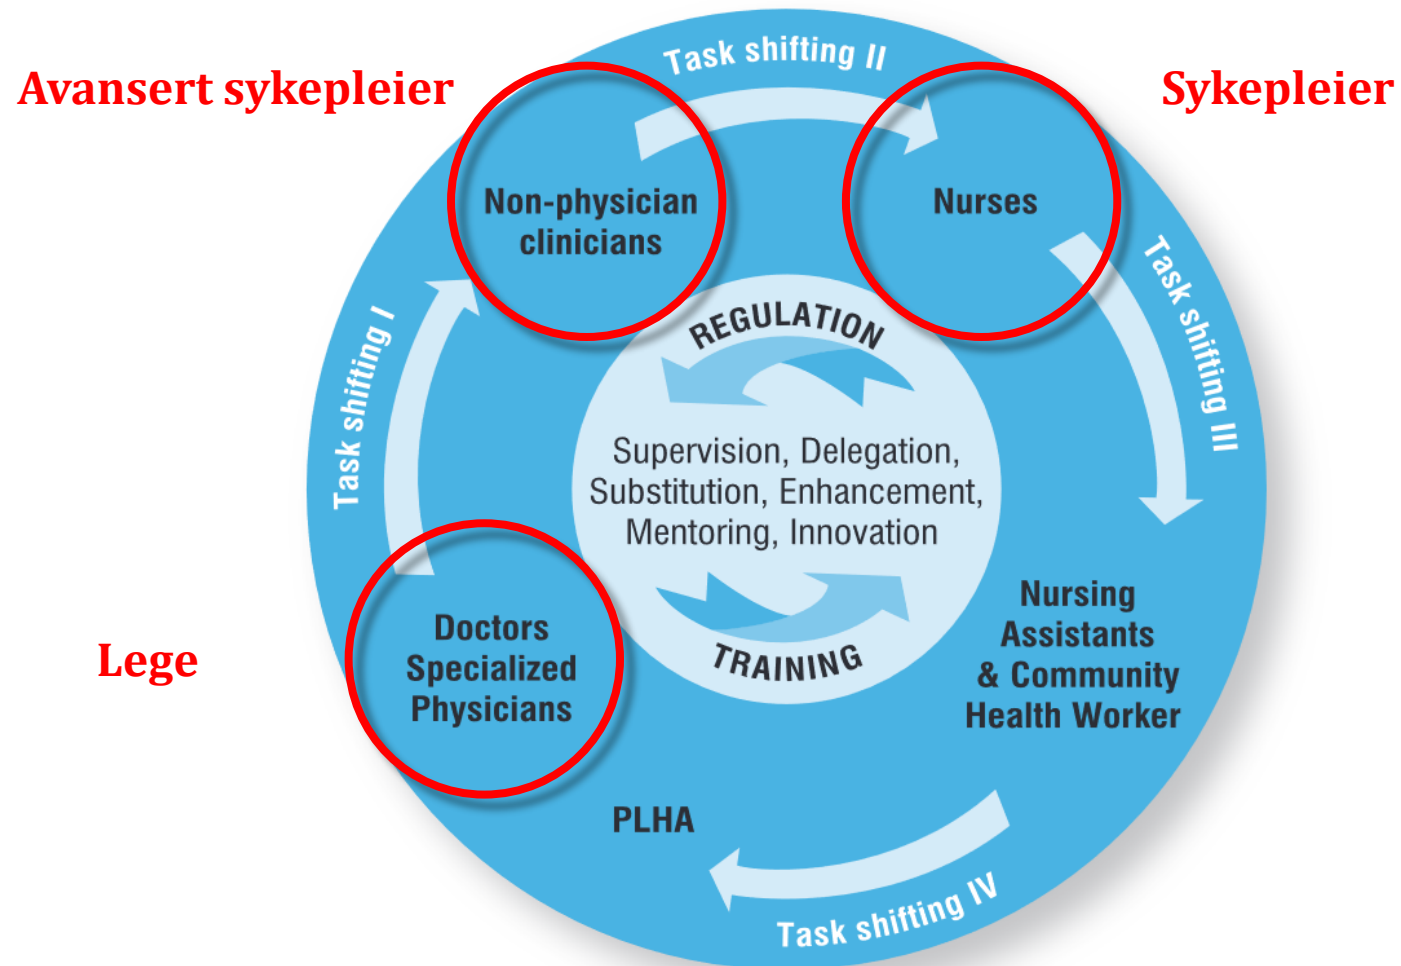 Task shifting II
Avansert sykepleier
Sykepleier
Non-physician
clinicians
Nurses
Task shifting I
Task shifting III
REGULATION
Supervision, Delegation,
Substitution, Enhancement,
Mentoring, Innovation
TRAINING
Lege
Doctors
Specialized
Physicians
Nursing
Assistants
& Community
Health Worker
PLHA
Task shifting IV